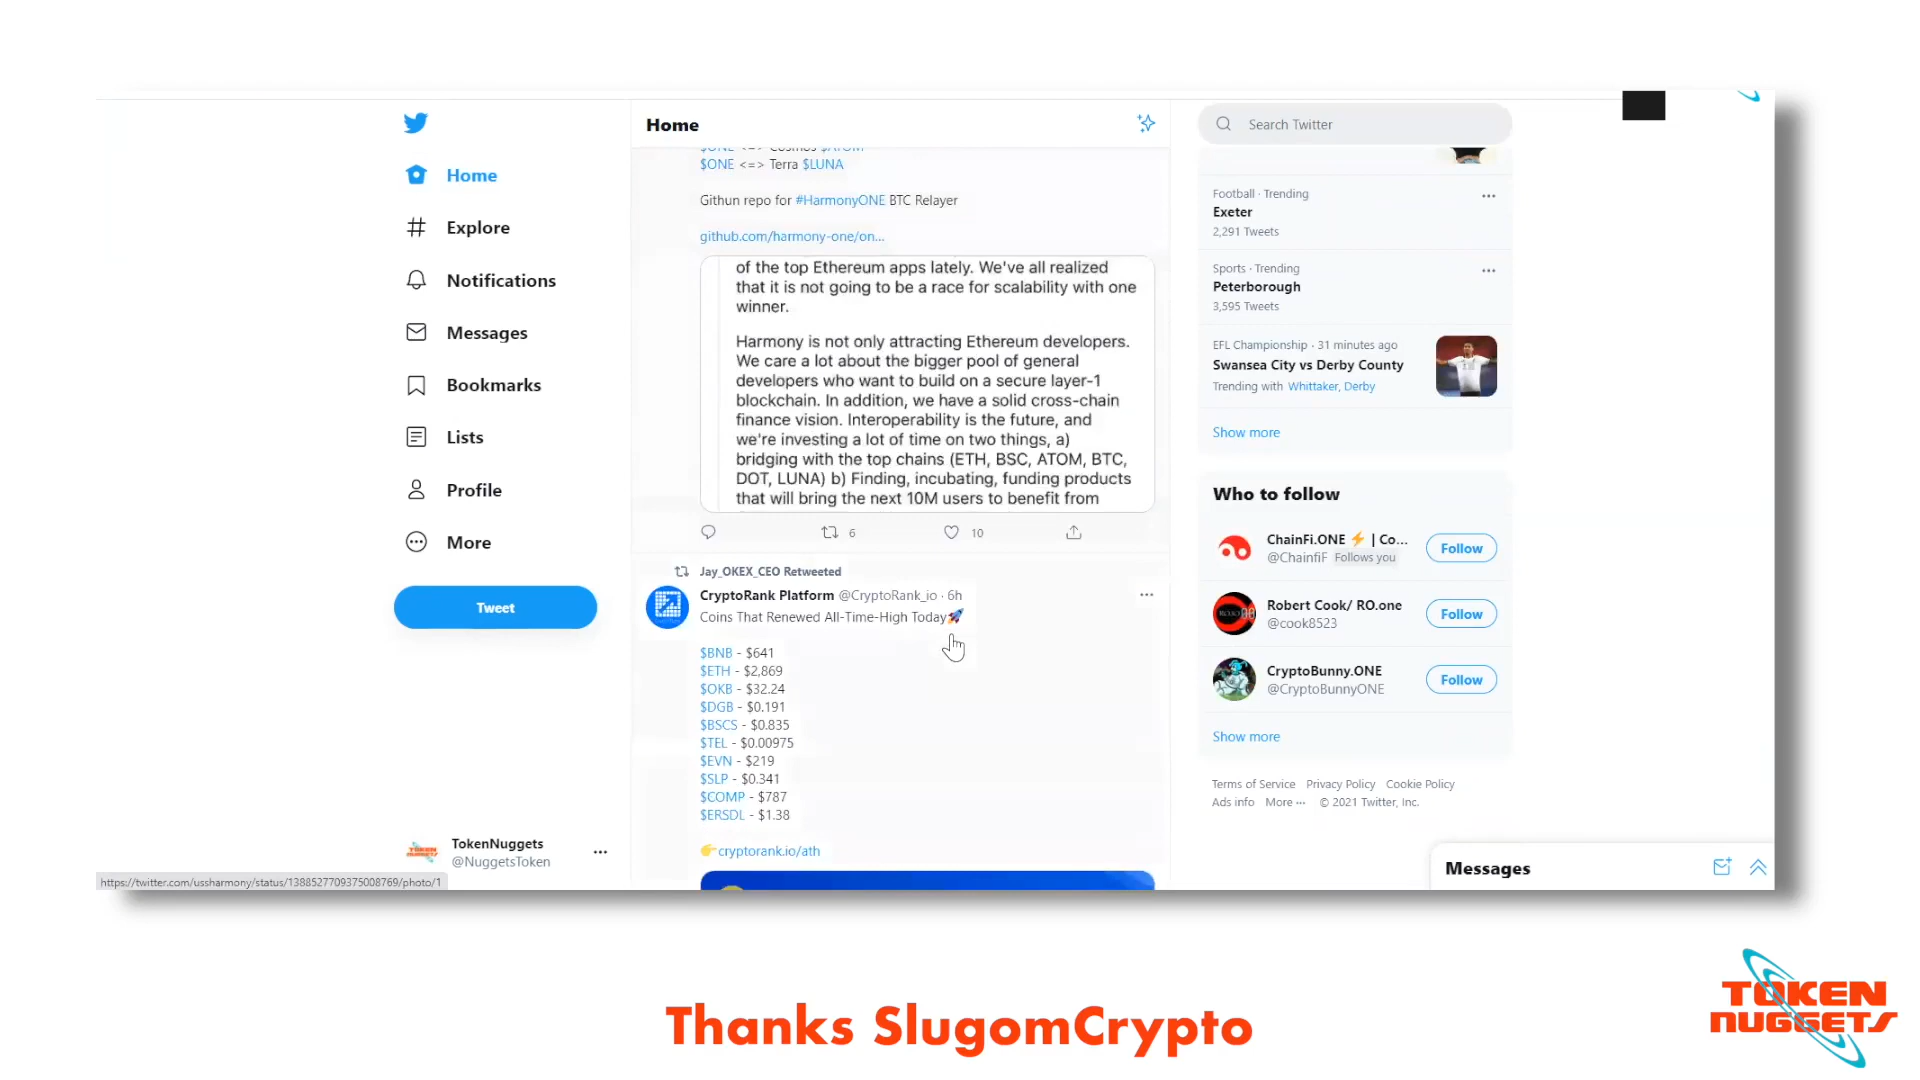 Home
Explore
Notifications
Messages
Bookmarks
Lists
Profile
More
Tweet
TokenNuggets
@NuggetsToken
https://twitter.com/ussharmony/status/1388527709375008769/photo/1
Home
$ONE <=> Cosmos $ATOM
$ONE <=> Terra $LUNA
Githun repo for #HarmonyONE BTC Relayer
github.com/harmony-one/on...
of the top Ethereum apps lately. We've all realized
that it is not going to be a race for scalability with one
winner.
Harmony is not only attracting Ethereum developers.
We care a lot about the bigger pool of general
developers who want to build on a secure layer-1
blockchain. In addition, we have a solid cross-chain
finance vision. Interoperability is the future, and
we're investing a lot of time on two things, a)
bridging with the top chains (ETH, BSC, ATOM, BTC,
DOT, LUNA) b) Finding, incubating, funding products
that will bring the next 10M users to benefit from
6 10
Jay_OKEX_CEO Retweeted
CryptoRank Platform @CryptoRank_io · 6h
Coins That Renewed All-Time-High Today🚀
$BNB - $641
$ETH - $2,869
$OKB - $32.24
$DGB - $0.191
$BSCS - $0.835
$TEL - $0.00975
$EVN - $219
$SLP - $0.341
$COMP - $787
$ERSDL - $1.38
👉cryptorank.io/ath
Search Twitter
Football · Trending
Exeter
2,291 Tweets
Sports · Trending
Peterborough
3,595 Tweets
EFL Championship · 31 minutes ago
Swansea City vs Derby County
Trending with Whittaker, Derby
Show more
Who to follow
ChainFi.ONE ⚡ | Co...
@ChainfiF Follows you
Follow
Robert Cook/ RO.one
@cook8523
Follow
CryptoBunny.ONE
@CryptoBunnyONE
Follow
Show more
Terms of Service Privacy Policy Cookie Policy
Ads info More ··· © 2021 Twitter, Inc.
Messages
Thanks SlugomCrypto
TOKEN
NUGGETS